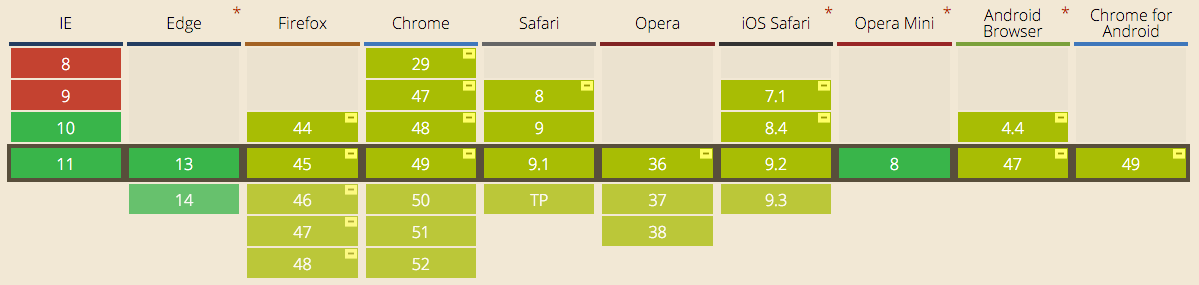 IE Edge * Firefox Chrome Safari Opera iOS Safari * Opera Mini * Android Browser * Chrome for Android
8 29
9 47 8 7.1
10 44 48 9 8.4 4.4
11 13 45 49 9.1 36 9.2 8 47 49
14 46 50 TP 37 9.3
47 51 38
48 52